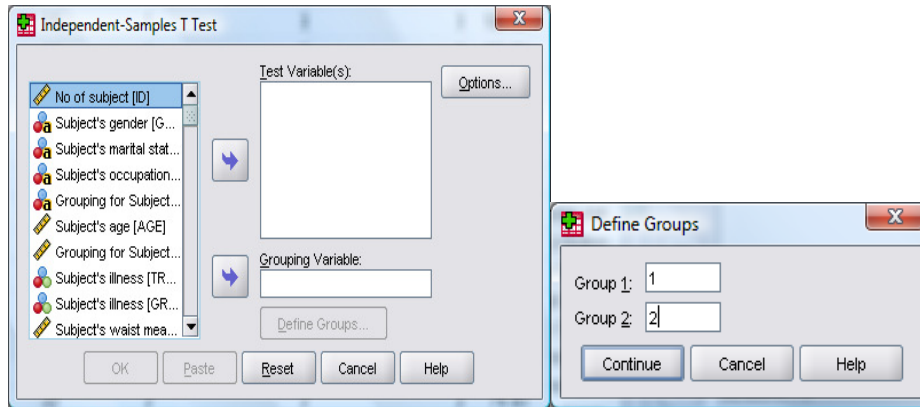 Independent-Samples T Test
X
No of subject [ID]
a Subject's gender [G...
a Subject's marital stat...
a Subject's occupation...
a Grouping for Subject...
Subject's age [AGE]
Grouping for Subject...
Subject's illness [TR...
Subject's illness [GR...
Subject's waist mea...
Test Variable(s):
Options...
Grouping Variable:
Define Groups...
OK Paste Reset Cancel Help
Define Groups
X
Group 1: 1
Group 2: 2
Continue Cancel Help